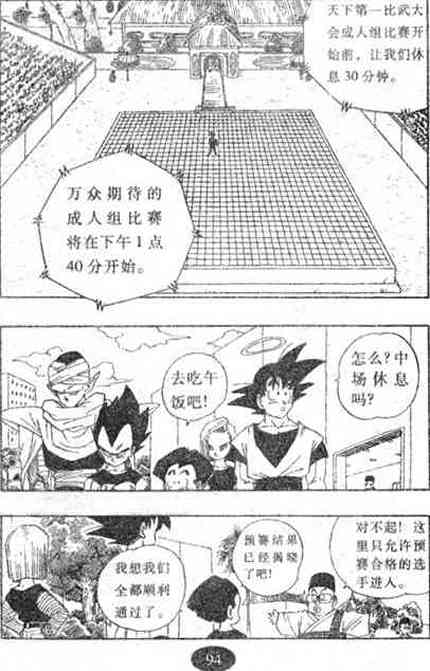 天下第一比武大
会成人组比赛开
始前，让我们休
息30分钟。
万众期待的
成人组比赛
将在下午1点
40分开始。
怎么？中
场休息
吗？
去吃午
饭吧！
对不起！这
里只允许预
赛合格的选
手进入。
预赛结果
已经揭晓
了吧！
我想我们
全都顺利
通过了。
94